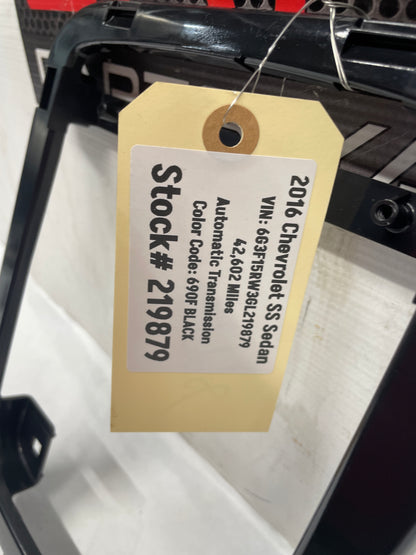 2016 Chevrolet SS Sedan
VIN: 6G3F15RW3GL219879
42,602 Miles
Automatic Transmission
Color Code: 690F BLACK
Stock# 219879